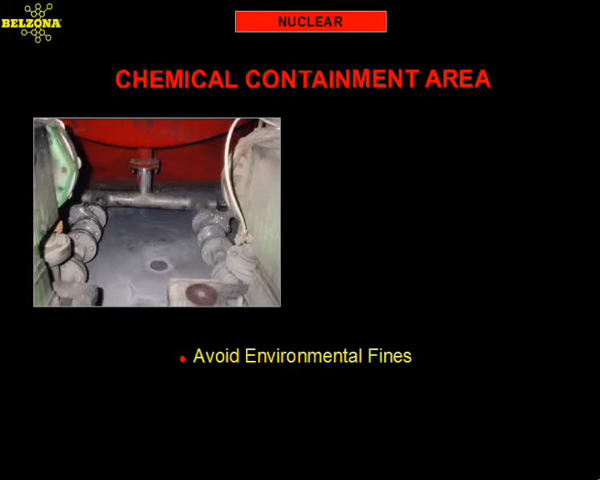 BELZONA
NUCLEAR
CHEMICAL CONTAINMENT AREA
• Avoid Environmental Fines